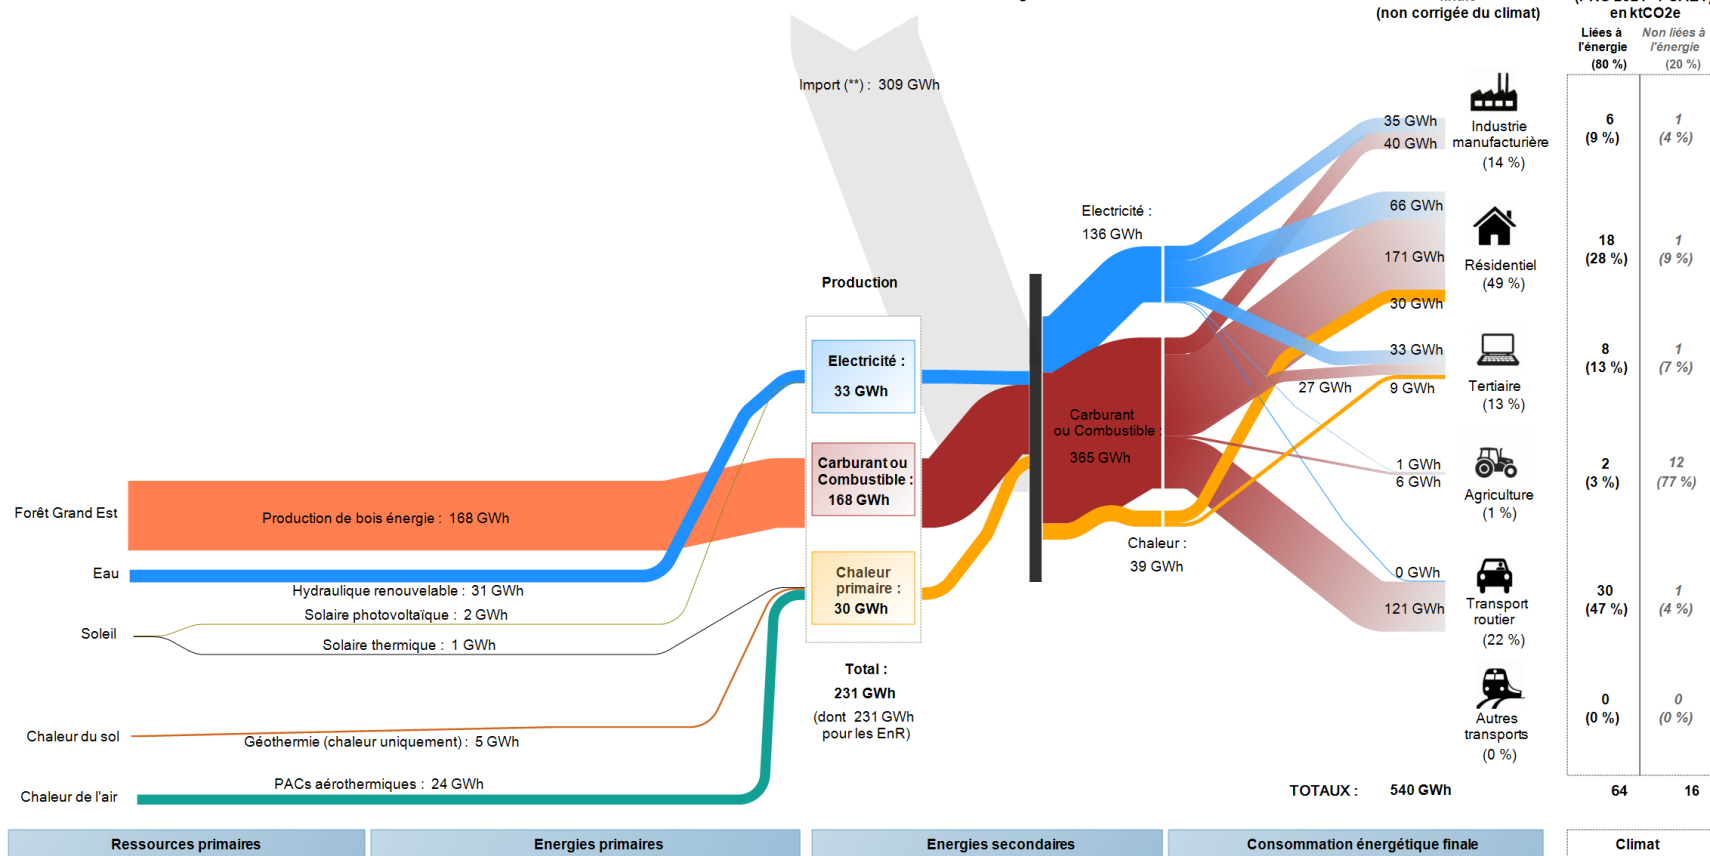 (non corrigée du climat)
en ktCO2e
Liées à
l'énergie
(80 %)
Non liées à
l'énergie
(20 %)
Import (**) : 309 GWh
35 GWh
40 GWh
Industrie
manufacturière
(14 %)
6
(9 %)
1
(4 %)
Electricité :
136 GWh
66 GWh
171 GWh
30 GWh
Résidentiel
(49 %)
18
(28 %)
1
(9 %)
Production
Electricité :
33 GWh
33 GWh
27 GWh
9 GWh
Tertiaire
(13 %)
8
(13 %)
1
(7 %)
Carburant
ou Combustible :
365 GWh
Carburant ou
Combustible :
168 GWh
1 GWh
6 GWh
Agriculture
(1 %)
2
(3 %)
12
(77 %)
Forêt Grand Est
Production de bois énergie : 168 GWh
Eau
Hydraulique renouvelable : 31 GWh
Solaire photovoltaïque : 2 GWh
Soleil
Solaire thermique : 1 GWh
Chaleur
primaire :
30 GWh
Chaleur :
39 GWh
0 GWh
121 GWh
Transport
routier
(22 %)
30
(47 %)
1
(4 %)
Total :
231 GWh
(dont 231 GWh
pour les EnR)
Chaleur du sol
Géothermie (chaleur uniquement) : 5 GWh
Autres
transports
(0 %)
0
(0 %)
0
(0 %)
Chaleur de l'air
PACs aérothermiques : 24 GWh
TOTAUX : 540 GWh
64
16
Ressources primaires
Energies primaires
Energies secondaires
Consommation énergétique finale
Climat